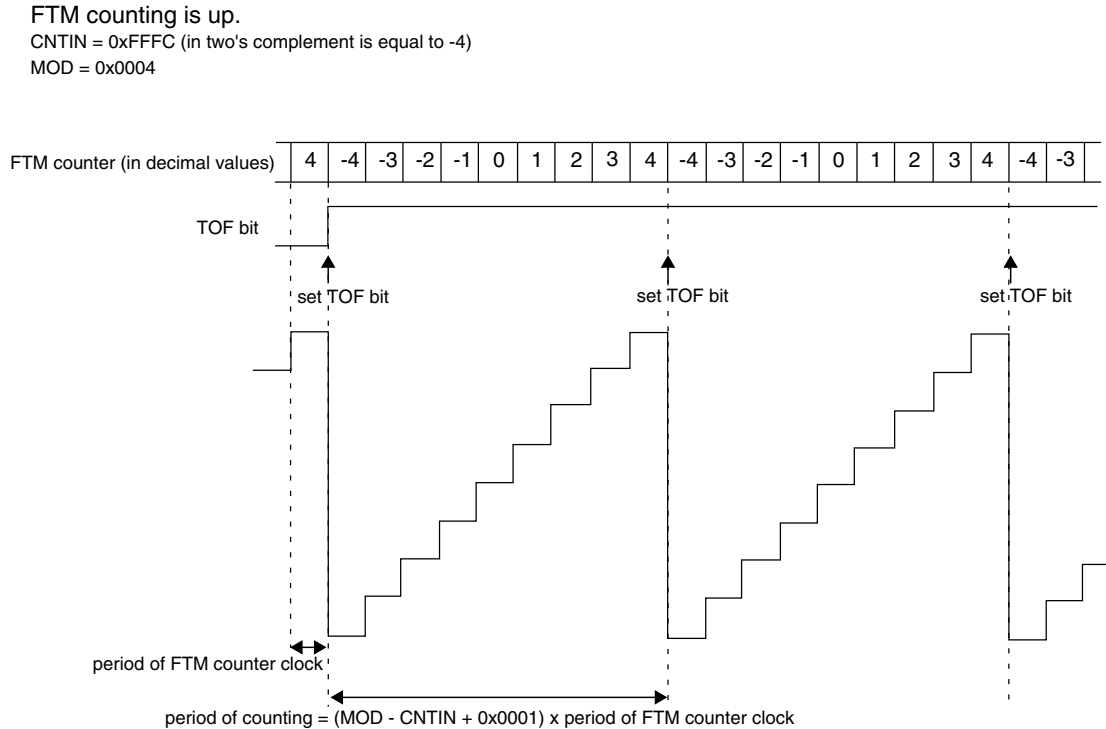 FTM counting is up.
CNTIN = 0xFFFC (in two's complement is equal to -4)
MOD = 0x0004
FTM counter (in decimal values) 4 -4 -3 -2 -1 0 1 2 3 4 -4 -3 -2 -1 0 1 2 3 4 -4 -3
TOF bit
set TOF bit set TOF bit set TOF bit
period of FTM counter clock
period of counting = (MOD - CNTIN + 0x0001) x period of FTM counter clock